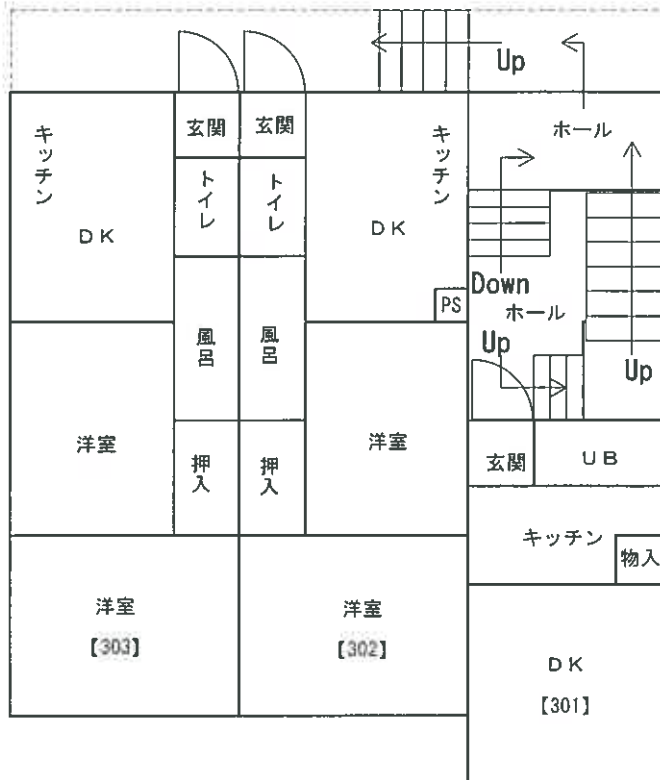 Up
玄関
玄関
ホール
キッチン
キッチン
トイレ
トイレ
DK
DK
Down
PS
ホール
風呂
風呂
Up
Up
洋室
押入
押入
洋室
玄関
UB
キッチン
物入
洋室
洋室
【303】
【302】
DK
【301】